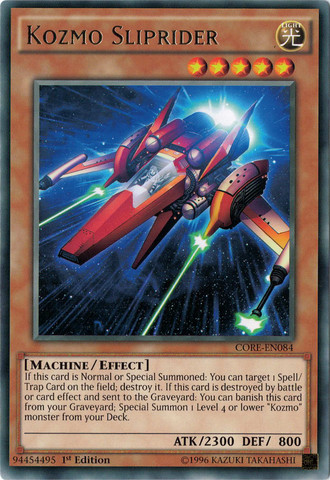 Kozmo Sliprider
LIGHT
光
CORE-EN084
[Machine/Effect]
If this card is Normal or Special Summoned: You can target 1 Spell/
Trap Card on the field; destroy it. If this card is destroyed by battle
or card effect and sent to the Graveyard: You can banish this card
from your Graveyard; Special Summon 1 Level 4 or lower "Kozmo"
monster from your Deck.
ATK/2300 DEF/ 800
94454495 1st Edition ©1996 KAZUKI TAKAHASHI